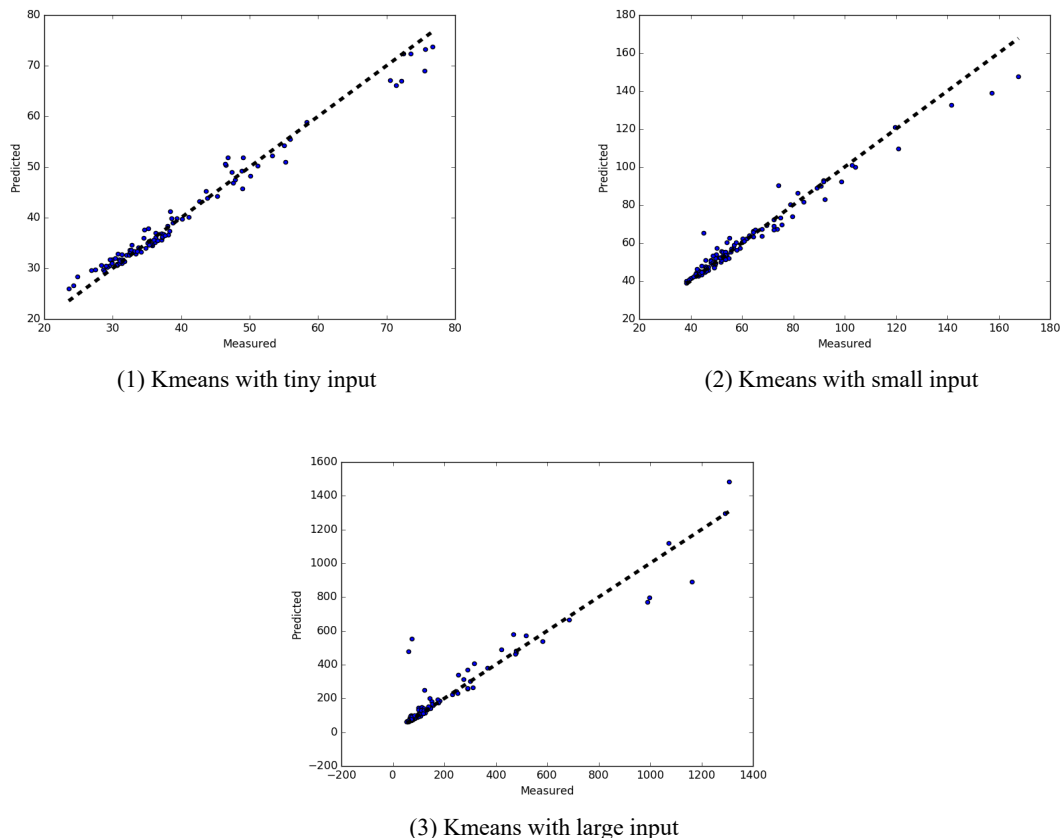 80
70
60
50
40
30
20
20 30 40 50 60 70 80
Predicted
Measured
(1) Kmeans with tiny input
180
160
140
120
100
80
60
40
20
20 40 60 80 100 120 140 160 180
Predicted
Measured
(2) Kmeans with small input
1600
1400
1200
1000
800
600
400
200
0
−200
−200 0 200 400 600 800 1000 1200 1400
Predicted
Measured
(3) Kmeans with large input